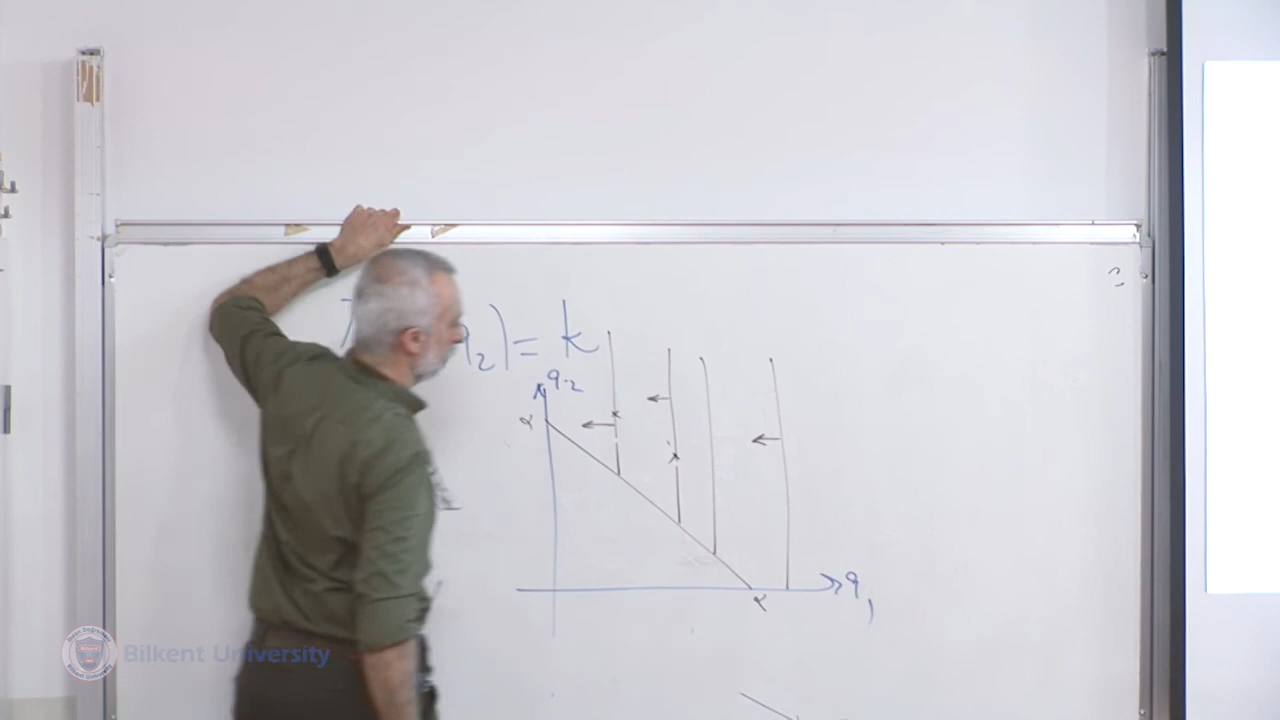 q₂) = k
q₂
α
α
q₁
Bilkent University